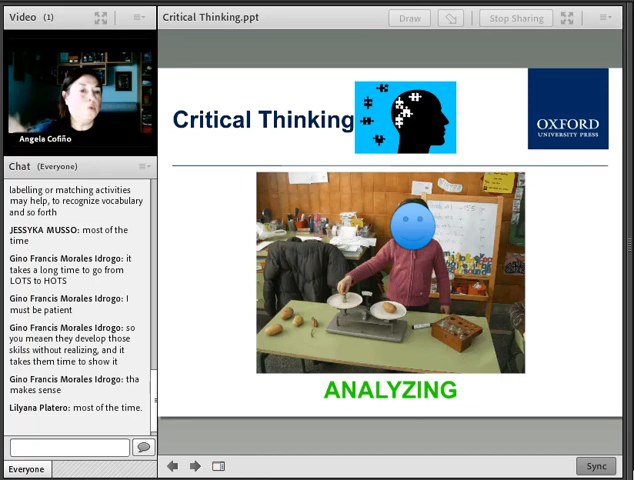 Video (1)
Critical Thinking.ppt
Draw
Stop Sharing
Angela Cofiño
Chat (Everyone)
labelling or matching activities
may help, to recognize vocabulary
and so forth
JESSYKA MUSSO: most of the
time
Gino Francis Morales Idrogo: it
takes a long time to go from
LOTS to HOTS
Gino Francis Morales Idrogo: I
must be patient
Gino Francis Morales Idrogo: so
you meaen they develop those
skilss without realizing, and it
takes them time to show it
Gino Francis Morales Idrogo: tha
makes sense
Lilyana Platero: most of the time.
Everyone
Critical Thinking
OXFORD
UNIVERSITY PRESS
ANALYZING
Sync